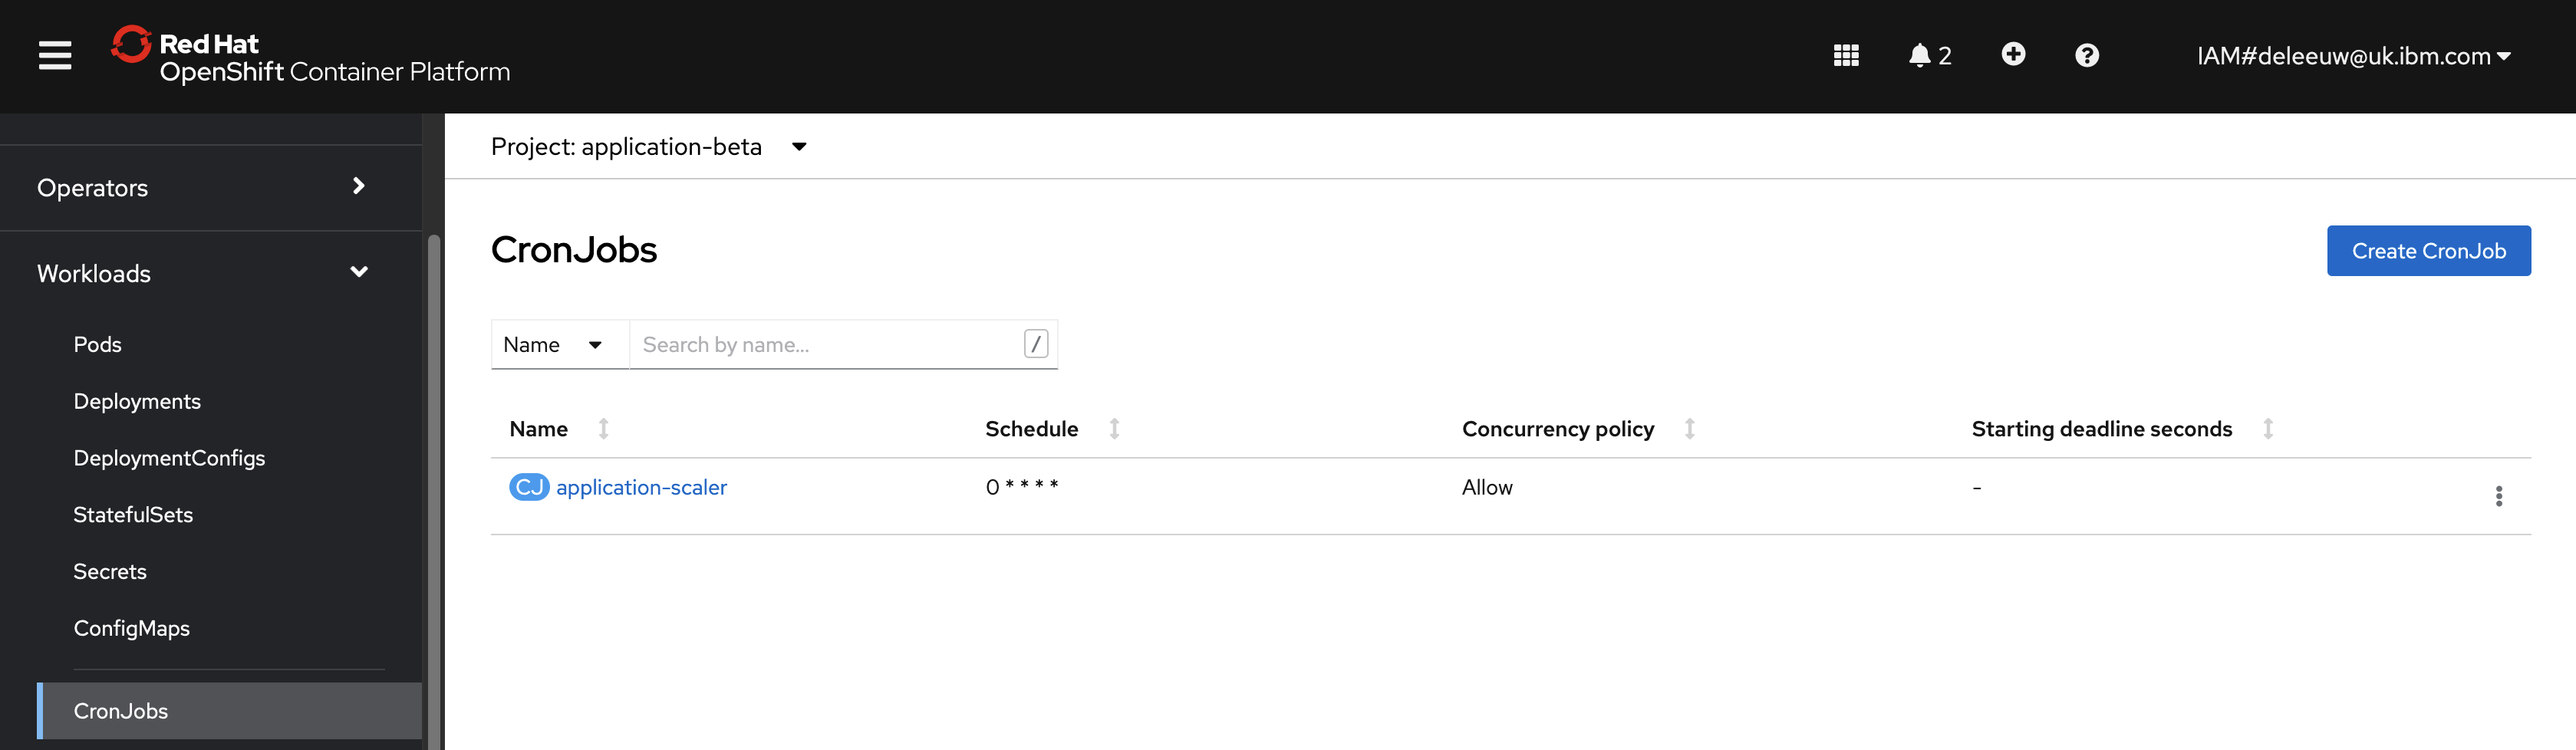 Red Hat
OpenShift Container Platform
2
IAM#deleeuw@uk.ibm.com
Operators
Workloads
Pods
Deployments
DeploymentConfigs
StatefulSets
Secrets
ConfigMaps
CronJobs
Project: application-beta
CronJobs
Create CronJob
Name Search by name... /
Name Schedule Concurrency policy Starting deadline seconds
CJ application-scaler 0 * * * * Allow -